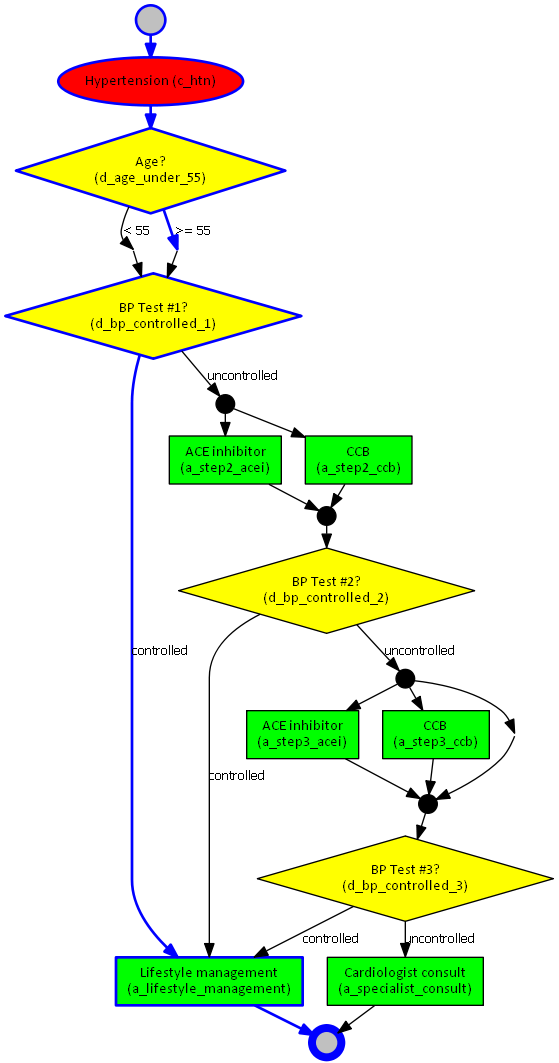 Hypertension (c_htn)
Age?
(d_age_under_55)
< 55
>= 55
BP Test #1?
(d_bp_controlled_1)
uncontrolled
ACE inhibitor
(a_step2_acei)
CCB
(a_step2_ccb)
BP Test #2?
(d_bp_controlled_2)
controlled
uncontrolled
ACE inhibitor
(a_step3_acei)
CCB
(a_step3_ccb)
controlled
BP Test #3?
(d_bp_controlled_3)
controlled
uncontrolled
Lifestyle management
(a_lifestyle_management)
Cardiologist consult
(a_specialist_consult)